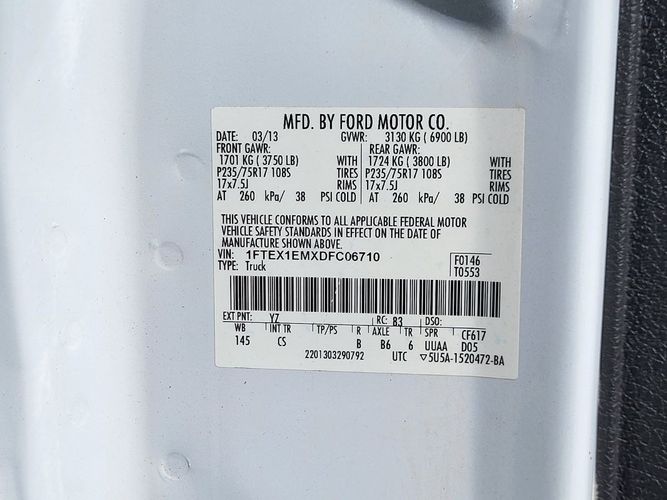 MFD. BY FORD MOTOR CO.
DATE: 03/13 GVWR: 3130 KG ( 6900 LB)
FRONT GAWR: REAR GAWR:
1701 KG ( 3750 LB) WITH 1724 KG ( 3800 LB) WITH
P235/75R17 108S TIRES P235/75R17 108S TIRES
17x7.5J RIMS 17x7.5J RIMS
AT 260 kPa/ 38 PSI COLD AT 260 kPa/ 38 PSI COLD
THIS VEHICLE CONFORMS TO ALL APPLICABLE FEDERAL MOTOR
VEHICLE SAFETY STANDARDS IN EFFECT ON THE DATE OF
MANUFACTURE SHOWN ABOVE.
VIN: 1FTEX1EMXDFC06710 F0146
TYPE: Truck T0553
EXT PNT: YZ RC: 83 DSO:
WB INT TR TP/PS R AXLE TR SPR CF617
145 CS B B6 6 UUAA D05
2201303290792 UTC ▽5U5A-1520472-BA